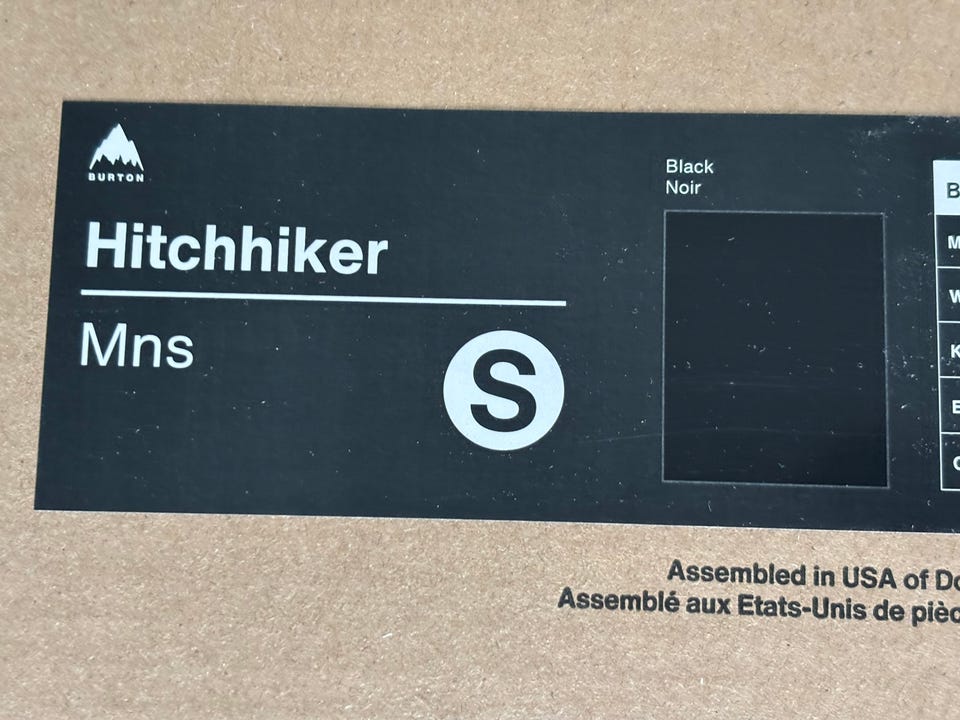 BURTON
Hitchhiker
Mns
S
Black
Noir
B
M
W
K
E
Assembled in USA of
Assemblé aux Etats-Unis de